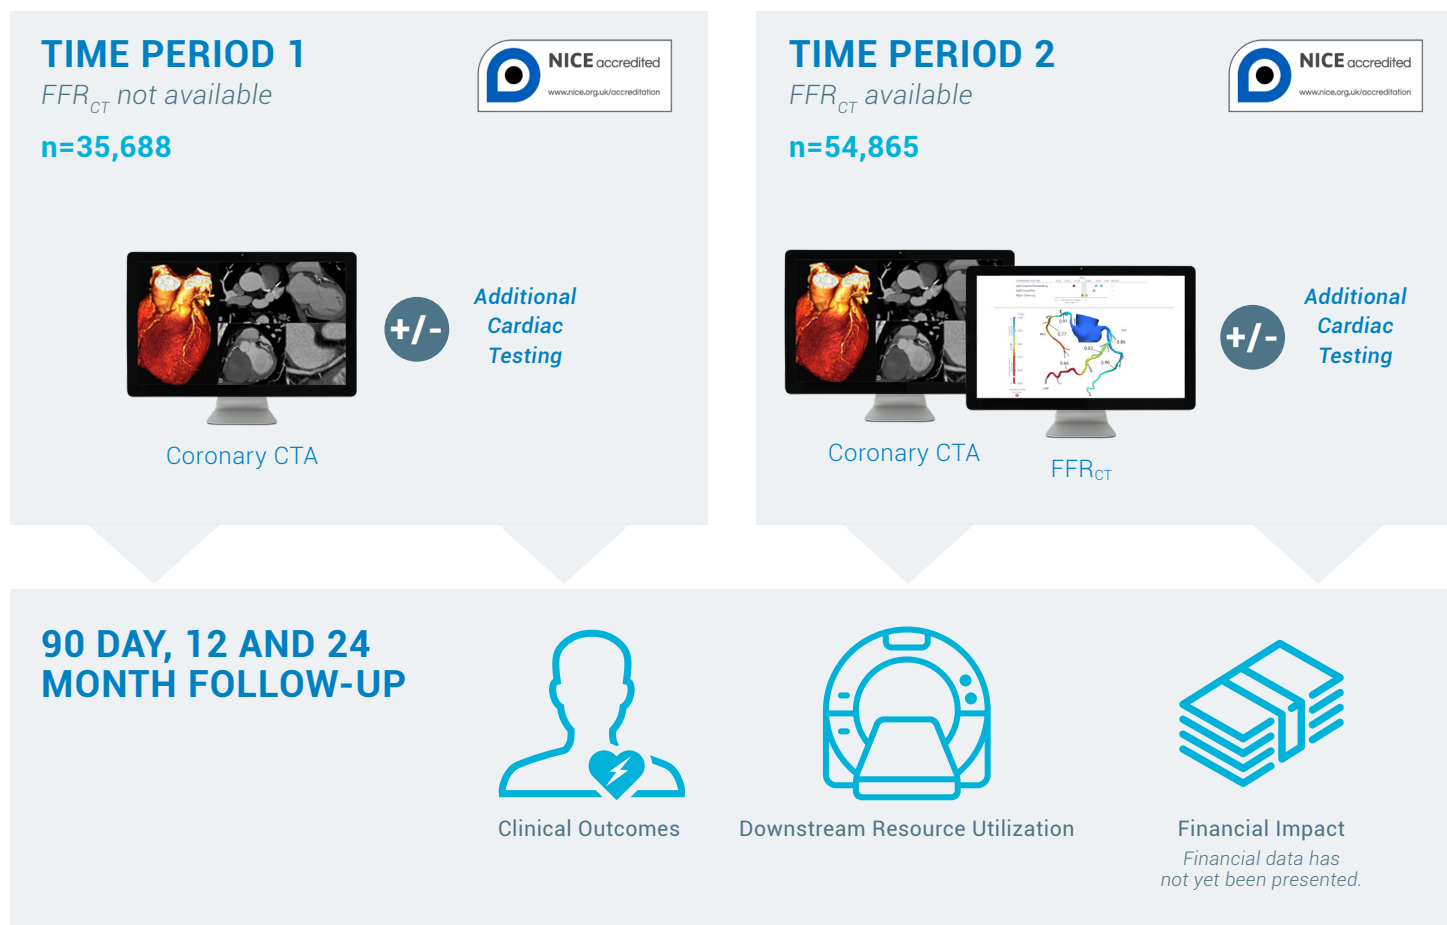 TIME PERIOD 1
FFRCT not available
n=35,688
NICE accredited
www.nice.org.uk/accreditation
Additional
Cardiac
Testing
+/-
Coronary CTA
TIME PERIOD 2
FFRCT available
n=54,865
NICE accredited
www.nice.org.uk/accreditation
Additional
Cardiac
Testing
+/-
Coronary CTA
FFRCT
90 DAY, 12 AND 24
MONTH FOLLOW-UP
Clinical Outcomes
Downstream Resource Utilization
Financial Impact
Financial data has
not yet been presented.